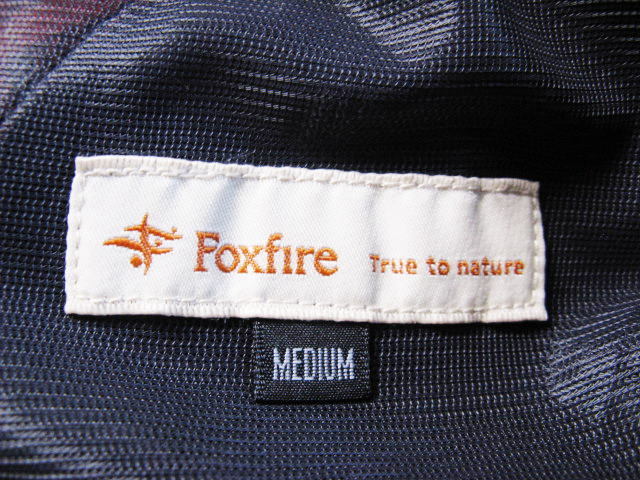 Foxfire True to nature
MEDIUM